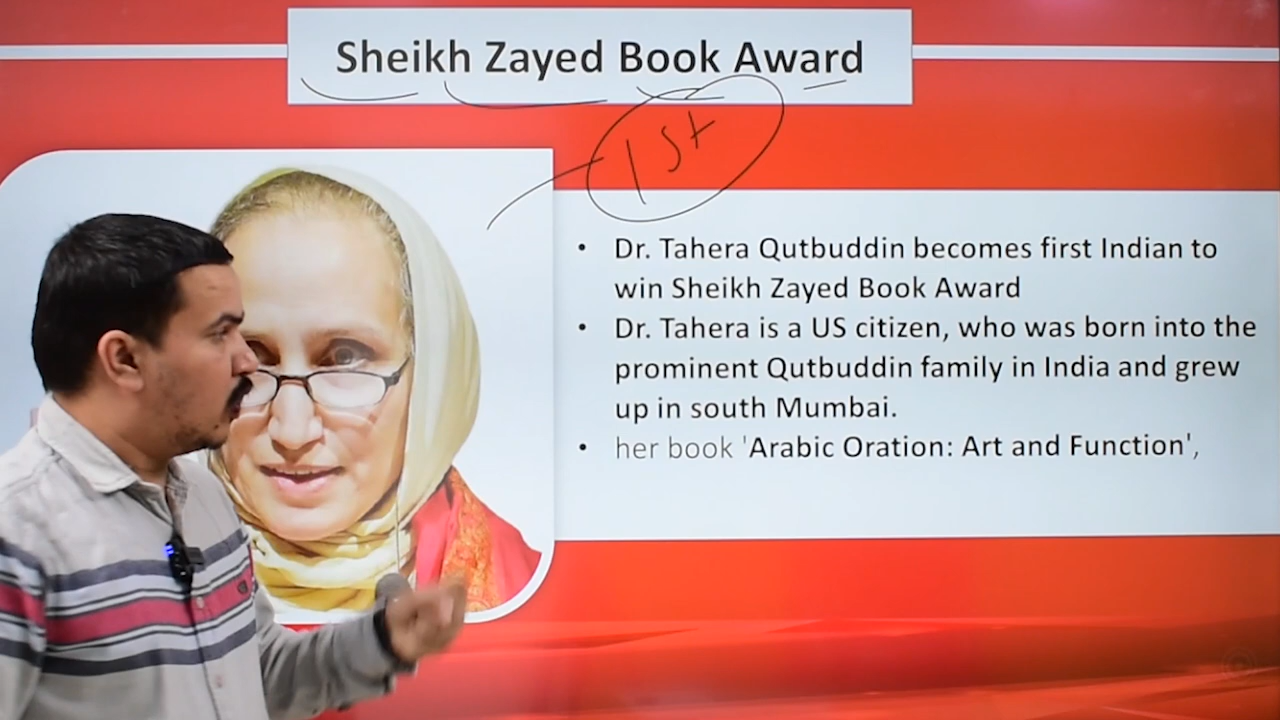 Sheikh Zayed Book Award
1st
• Dr. Tahera Qutbuddin becomes first Indian to
win Sheikh Zayed Book Award
• Dr. Tahera is a US citizen, who was born into the
prominent Qutbuddin family in India and grew
up in south Mumbai.
• her book 'Arabic Oration: Art and Function',